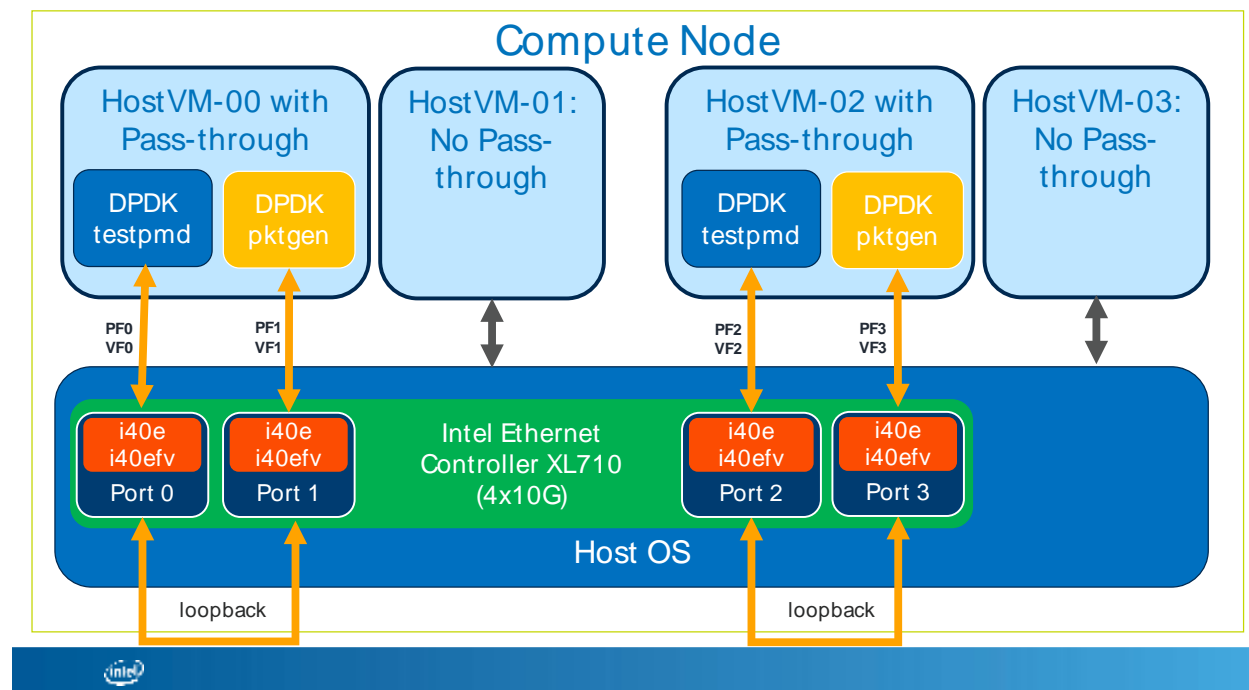 Compute Node
HostVM-00 with
Pass-through
DPDK
testpmd
DPDK
pktgen
HostVM-01:
No Pass-
through
HostVM-02 with
Pass-through
DPDK
testpmd
DPDK
pktgen
HostVM-03:
No Pass-
through
PF0
VF0
PF1
VF1
PF2
VF2
PF3
VF3
i40e
i40efv
Port 0
i40e
i40efv
Port 1
Intel Ethernet
Controller XL710
(4x10G)
i40e
i40efv
Port 2
i40e
i40efv
Port 3
Host OS
loopback
loopback
intel